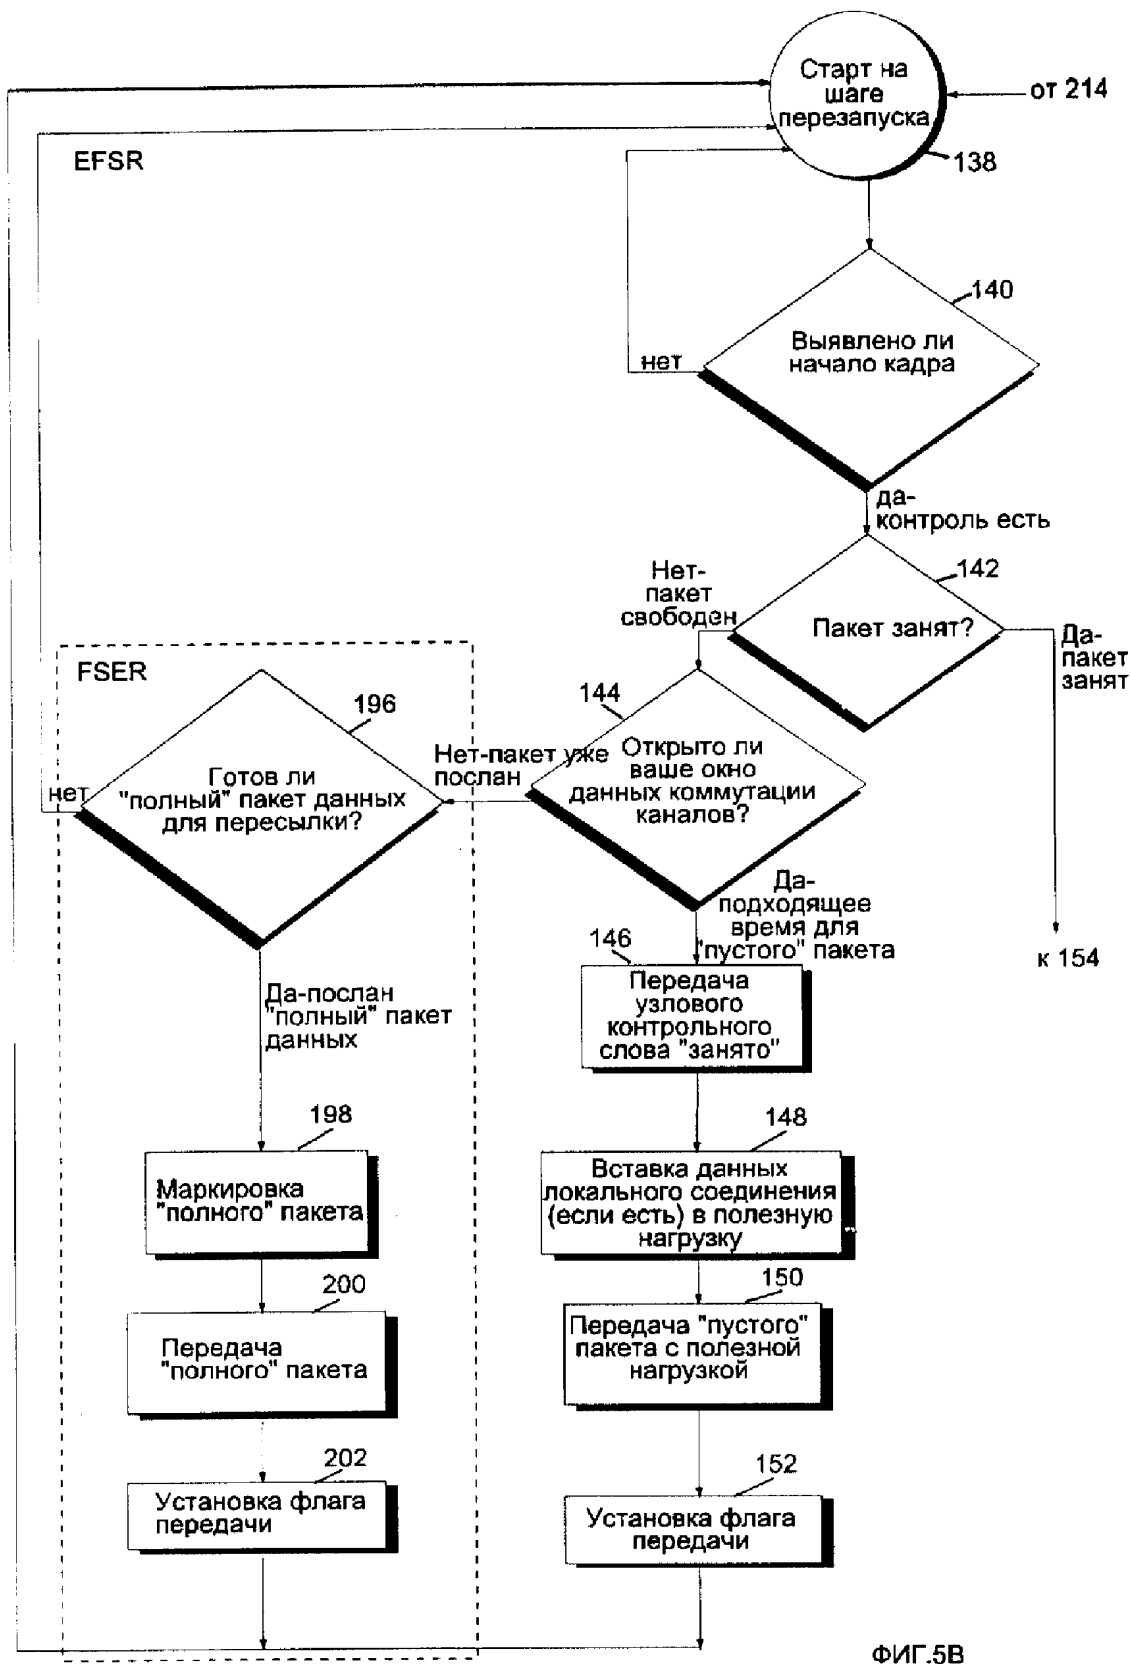 Старт на
шаге
перезапуска
от 214
138
EFSR
140
Выявлено ли
начало кадра
нет
да-
контроль есть
142
Нет-
пакет
свободен
Пакет занят?
Да-
пакет
занят
к 154
FSER
196
Готов ли
"полный" пакет данных
для пересылки?
нет
144
Нет-пакет уже
послан
Открыто ли
ваше окно
данных коммутации
каналов?
Да-
подходящее
время для
"пустого" пакета
146
Передача
узлового
контрольного
слова "занято"
Да-послан
"полный" пакет
данных
198
Маркировка
"полного" пакета
148
Вставка данных
локального соединения
(если есть) в полезную
нагрузку
200
Передача
"полного" пакета
150
Передача "пустого"
пакета с полезной
нагрузкой
202
Установка флага
передачи
152
Установка флага
передачи
ФИГ.5В